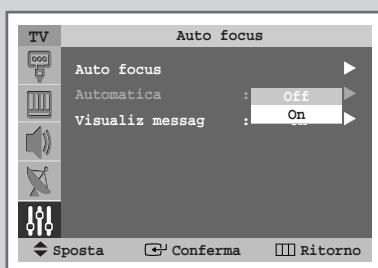 TV Auto focus
Auto focus
Automatica : Off
Visualiz messag : On
Sposta Conferma Ritorno